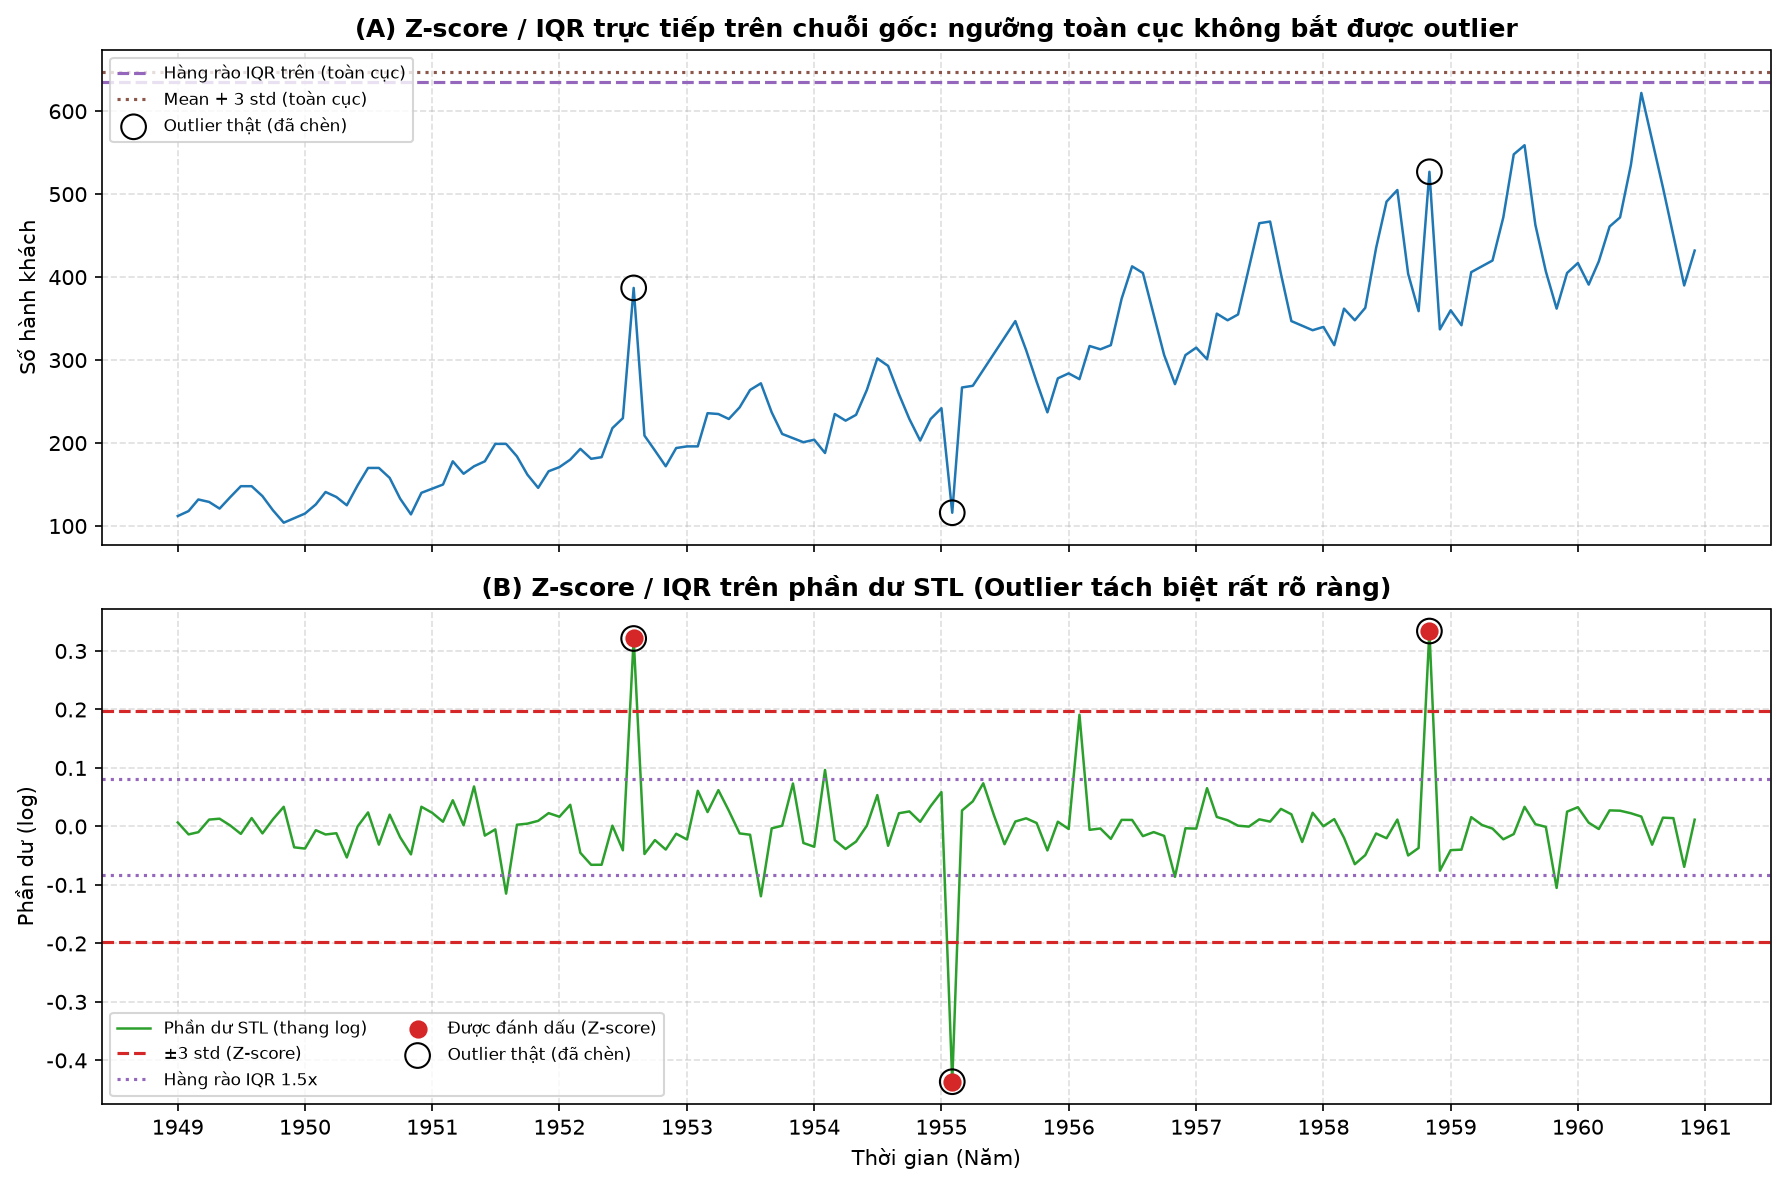 (A) Z-score / IQR trực tiếp trên chuỗi gốc: ngưỡng toàn cục không bắt được outlier
Hàng rào IQR trên (toàn cục)
Mean + 3 std (toàn cục)
Outlier thật (đã chèn)
Số hành khách
600
500
400
300
200
100
(B) Z-score / IQR trên phần dư STL (Outlier tách biệt rất rõ ràng)
Phần dư (log)
0.3
0.2
0.1
0.0
-0.1
-0.2
-0.3
-0.4
Phần dư STL (thang log)
±3 std (Z-score)
Hàng rào IQR 1.5x
Được đánh dấu (Z-score)
Outlier thật (đã chèn)
1949 1950 1951 1952 1953 1954 1955 1956 1957 1958 1959 1960 1961
Thời gian (Năm)